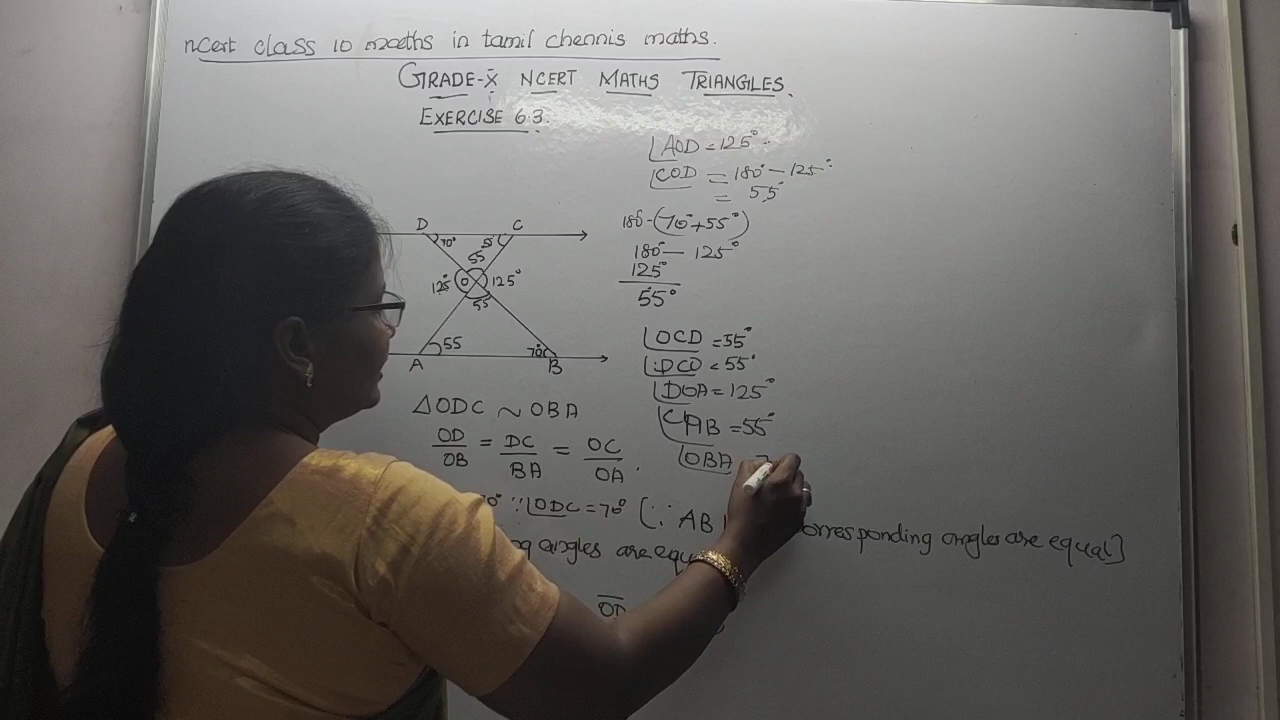 ncert class 10 maeths in tamil chennis maths.
GRADE-X NCERT MATHS TRIANGLES.
EXERCISE 6.3.
∠AOD = 125°
∠COD = 180° - 125°
= 55°
180-(70°+55°)
180° - 125°
125°
55°
D C
70° 55
125° O 125°
55
55 70
A B
∠OCD = 55°
∠DCO = 55°
∠DOA = 125°
∠CAB = 55°
∠OBA
△ODC ~ OBA
OD/OB = DC/BA = OC/OA.
∵ ∠ODC = 70° (∵ AB corresponding angles are equal]
angles are